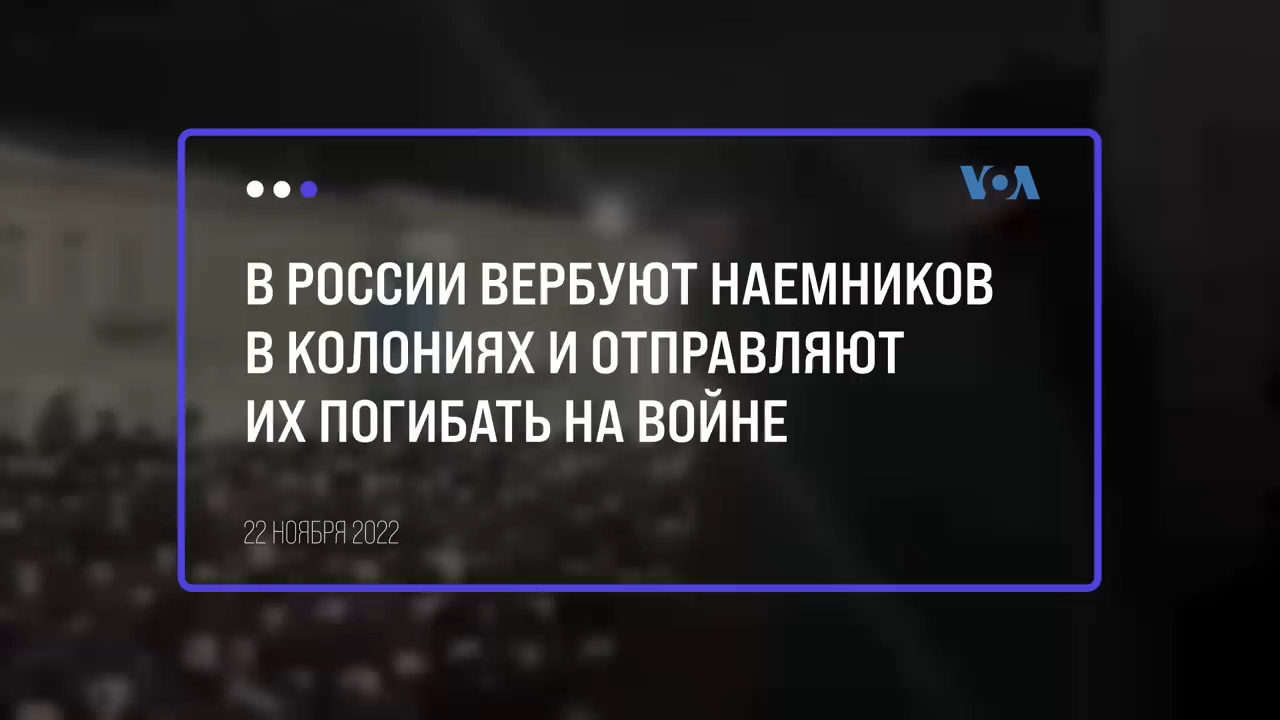 VOA
В РОССИИ ВЕРБУЮТ НАЕМНИКОВ
В КОЛОНИЯХ И ОТПРАВЛЯЮТ
ИХ ПОГИБАТЬ НА ВОЙНЕ
22 НОЯБРЯ 2022